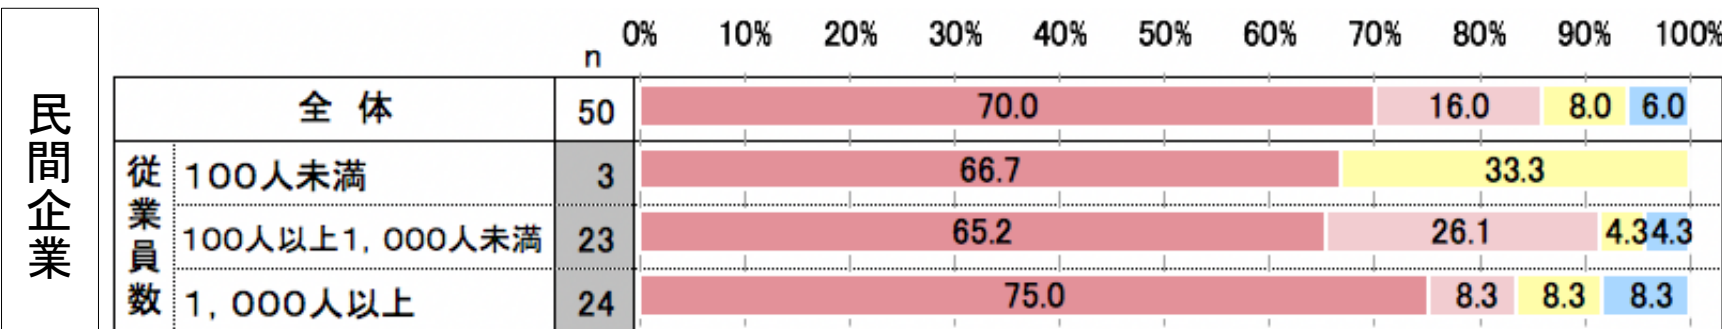 民間企業
n 0% 10% 20% 30% 40% 50% 60% 70% 80% 90% 100%
全 体 50 70.0 16.0 8.0 6.0
従業員数
100人未満 3 66.7 33.3
100人以上1,000人未満 23 65.2 26.1 4.3 4.3
1,000人以上 24 75.0 8.3 8.3 8.3